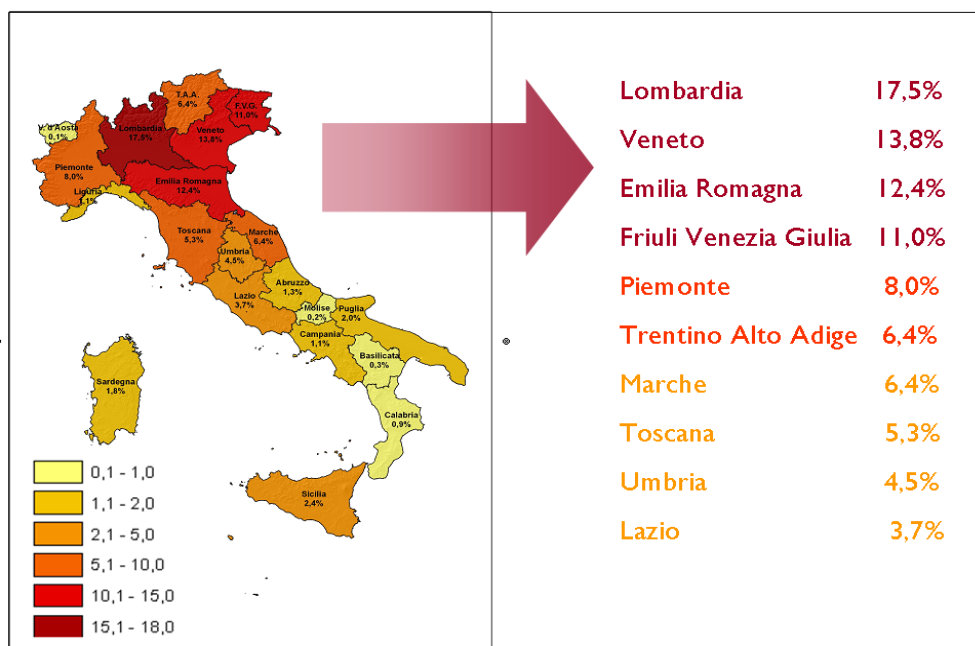 T.A.A.
6,4%
F.V.G.
11,0%
V. d'Aosta
0,1%
Lombardia
17,5%
Veneto
13,8%
Piemonte
8,0%
Emilia Romagna
12,4%
Liguria
1,1%
Toscana
5,3%
Marche
6,4%
Umbria
4,5%
Abruzzo
1,3%
Lazio
3,7%
Molise
0,2%
Puglia
2,0%
Campania
1,1%
Basilicata
0,3%
Sardegna
1,8%
Calabria
0,9%
Sicilia
2,4%
0,1 - 1,0
1,1 - 2,0
2,1 - 5,0
5,1 - 10,0
10,1 - 15,0
15,1 - 18,0
Lombardia 17,5%
Veneto 13,8%
Emilia Romagna 12,4%
Friuli Venezia Giulia 11,0%
Piemonte 8,0%
Trentino Alto Adige 6,4%
Marche 6,4%
Toscana 5,3%
Umbria 4,5%
Lazio 3,7%